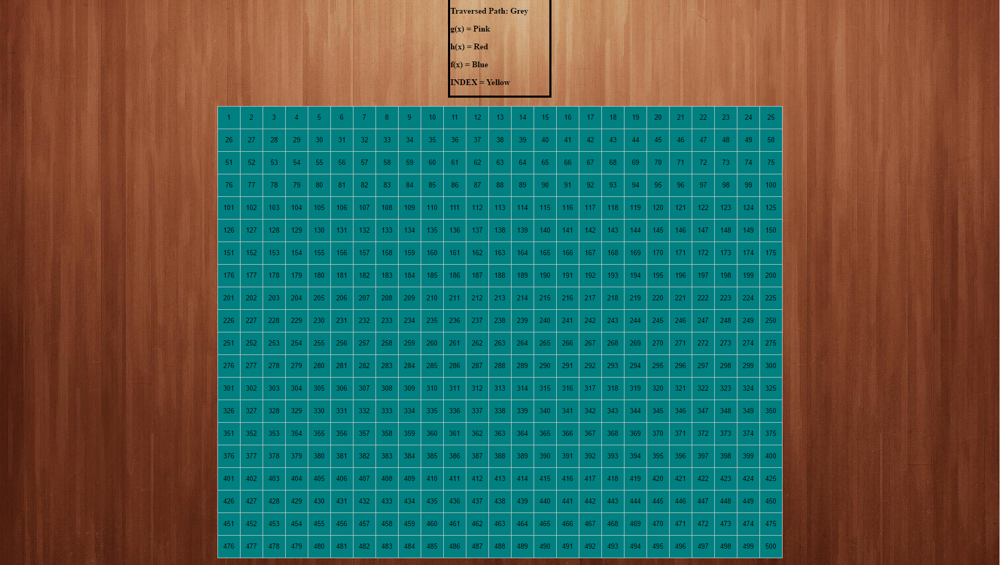 Traversed Path: Grey
g(x) = Pink
h(x) = Red
f(x) = Blue
INDEX = Yellow
1 2 3 4 5 6 7 8 9 10 11 12 13 14 15 16 17 18 19 20 21 22 23 24 25
26 27 28 29 30 31 32 33 34 35 36 37 38 39 40 41 42 43 44 45 46 47 48 49 50
51 52 53 54 55 56 57 58 59 60 61 62 63 64 65 66 67 68 69 70 71 72 73 74 75
76 77 78 79 80 81 82 83 84 85 86 87 88 89 90 91 92 93 94 95 96 97 98 99 100
101 102 103 104 105 106 107 108 109 110 111 112 113 114 115 116 117 118 119 120 121 122 123 124 125
126 127 128 129 130 131 132 133 134 135 136 137 138 139 140 141 142 143 144 145 146 147 148 149 150
151 152 153 154 155 156 157 158 159 160 161 162 163 164 165 166 167 168 169 170 171 172 173 174 175
176 177 178 179 180 181 182 183 184 185 186 187 188 189 190 191 192 193 194 195 196 197 198 199 200
201 202 203 204 205 206 207 208 209 210 211 212 213 214 215 216 217 218 219 220 221 222 223 224 225
226 227 228 229 230 231 232 233 234 235 236 237 238 239 240 241 242 243 244 245 246 247 248 249 250
251 252 253 254 255 256 257 258 259 260 261 262 263 264 265 266 267 268 269 270 271 272 273 274 275
276 277 278 279 280 281 282 283 284 285 286 287 288 289 290 291 292 293 294 295 296 297 298 299 300
301 302 303 304 305 306 307 308 309 310 311 312 313 314 315 316 317 318 319 320 321 322 323 324 325
326 327 328 329 330 331 332 333 334 335 336 337 338 339 340 341 342 343 344 345 346 347 348 349 350
351 352 353 354 355 356 357 358 359 360 361 362 363 364 365 366 367 368 369 370 371 372 373 374 375
376 377 378 379 380 381 382 383 384 385 386 387 388 389 390 391 392 393 394 395 396 397 398 399 400
401 402 403 404 405 406 407 408 409 410 411 412 413 414 415 416 417 418 419 420 421 422 423 424 425
426 427 428 429 430 431 432 433 434 435 436 437 438 439 440 441 442 443 444 445 446 447 448 449 450
451 452 453 454 455 456 457 458 459 460 461 462 463 464 465 466 467 468 469 470 471 472 473 474 475
476 477 478 479 480 481 482 483 484 485 486 487 488 489 490 491 492 493 494 495 496 497 498 499 500